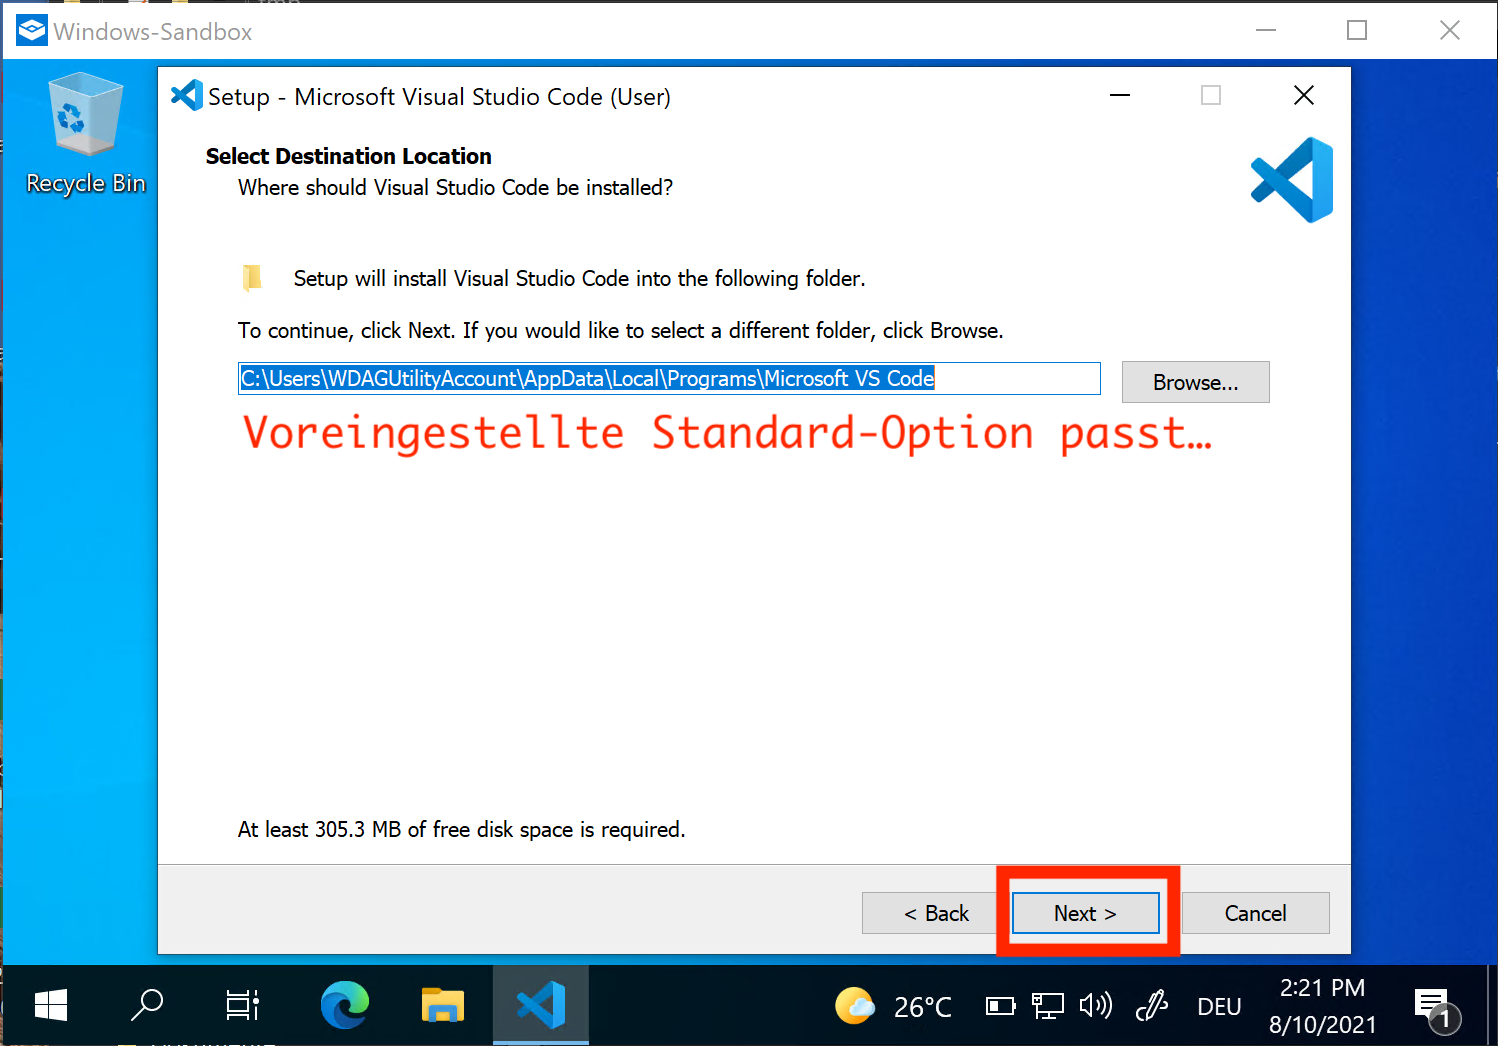 Windows-Sandbox
Recycle Bin
Setup - Microsoft Visual Studio Code (User)
Select Destination Location
Where should Visual Studio Code be installed?
Setup will install Visual Studio Code into the following folder.
To continue, click Next. If you would like to select a different folder, click Browse.
C:\Users\WDAGUtilityAccount\AppData\Local\Programs\Microsoft VS Code
Browse...
Voreingestellte Standard-Option passt…
At least 305.3 MB of free disk space is required.
< Back
Next >
Cancel
26°C
DEU
2:21 PM
8/10/2021
1